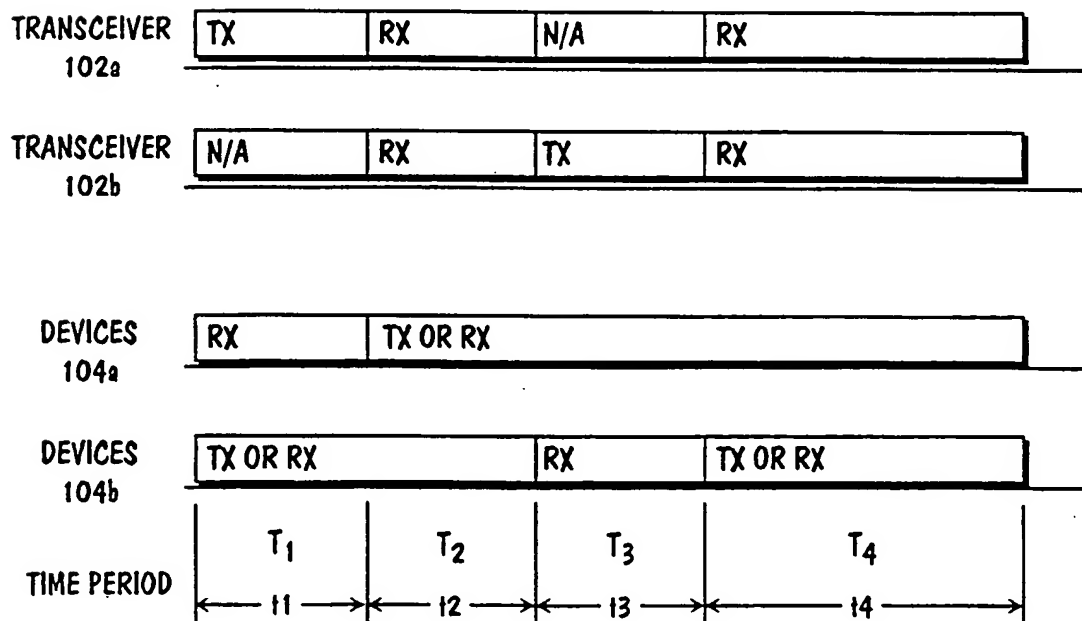 TRANSCEIVER 102a TX RX N/A RX
TRANSCEIVER 102b N/A RX TX RX
DEVICES 104a RX TX OR RX
DEVICES 104b TX OR RX RX TX OR RX
T1 T2 T3 T4
TIME PERIOD t1 t2 t3 t4